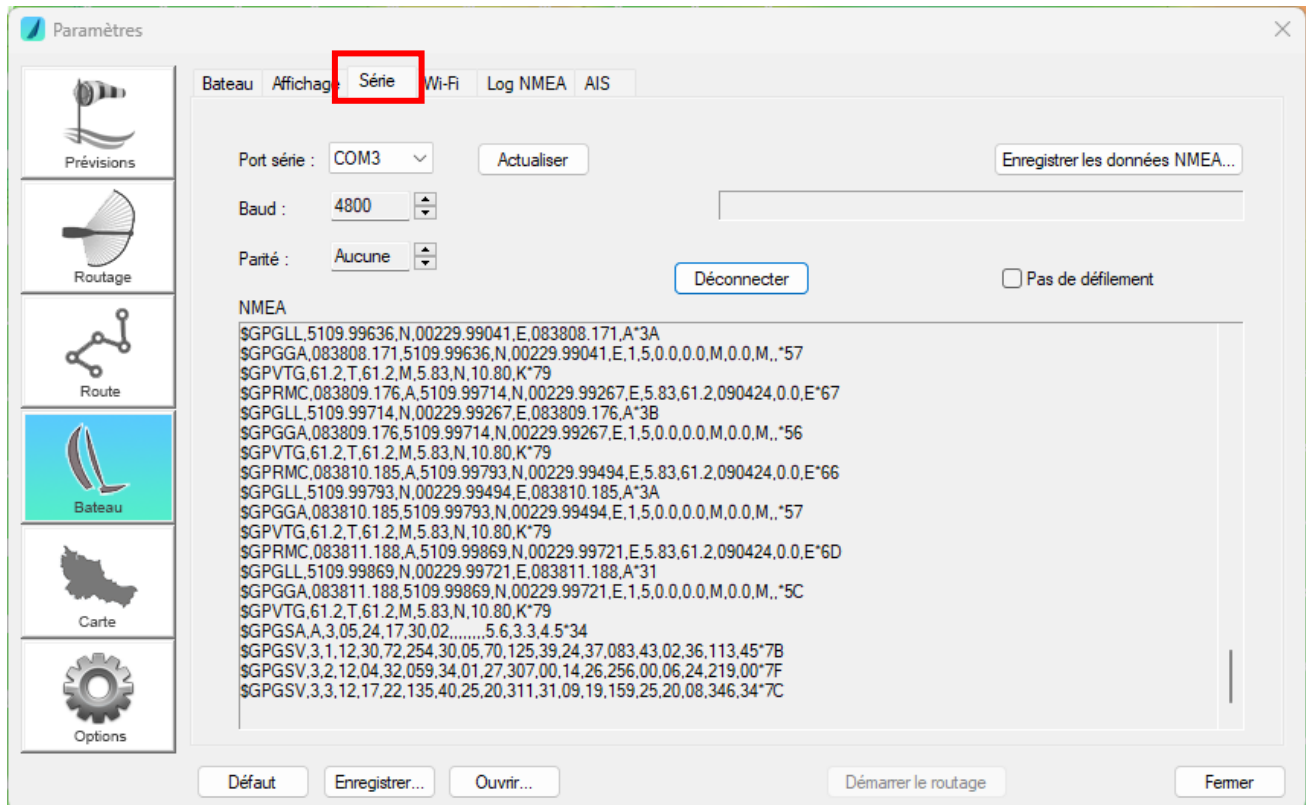 Paramètres
Bateau Affichage Série Wi-Fi Log NMEA AIS
Prévisions
Routage
Route
Bateau
Carte
Options
Port série : COM3 Actualiser Enregistrer les données NMEA...
Baud : 4800
Parité : Aucune
Déconnecter Pas de défilement
NMEA
$GPGLL,5109.99636,N,00229.99041,E,083808.171,A*3A
$GPGGA,083808.171,5109.99636,N,00229.99041,E,1,5,0.0,0.0,M,0.0,M,,*57
$GPVTG,61.2,T,61.2,M,5.83,N,10.80,K*79
$GPRMC,083809.176,A,5109.99714,N,00229.99267,E,5.83,61.2,090424,0.0,E*67
$GPGLL,5109.99714,N,00229.99267,E,083809.176,A*3B
$GPGGA,083809.176,5109.99714,N,00229.99267,E,1,5,0.0,0.0,M,0.0,M,,*56
$GPVTG,61.2,T,61.2,M,5.83,N,10.80,K*79
$GPRMC,083810.185,A,5109.99793,N,00229.99494,E,5.83,61.2,090424,0.0,E*66
$GPGLL,5109.99793,N,00229.99494,E,083810.185,A*3A
$GPGGA,083810.185,5109.99793,N,00229.99494,E,1,5,0.0,0.0,M,0.0,M,,*57
$GPVTG,61.2,T,61.2,M,5.83,N,10.80,K*79
$GPRMC,083811.188,A,5109.99869,N,00229.99721,E,5.83,61.2,090424,0.0,E*6D
$GPGLL,5109.99869,N,00229.99721,E,083811.188,A*31
$GPGGA,083811.188,5109.99869,N,00229.99721,E,1,5,0.0,0.0,M,0.0,M,,*5C
$GPVTG,61.2,T,61.2,M,5.83,N,10.80,K*79
$GPGSA,A,3,05,24,17,30,02,,,,,,,,5.6,3.3,4.5*34
$GPGSV,3,1,12,30,72,254,30,05,70,125,39,24,37,083,43,02,36,113,45*7B
$GPGSV,3,2,12,04,32,059,34,01,27,307,00,14,26,256,00,06,24,219,00*7F
$GPGSV,3,3,12,17,22,135,40,25,20,311,31,09,19,159,25,20,08,346,34*7C
Défaut Enregistrer... Ouvrir... Démarrer le routage Fermer